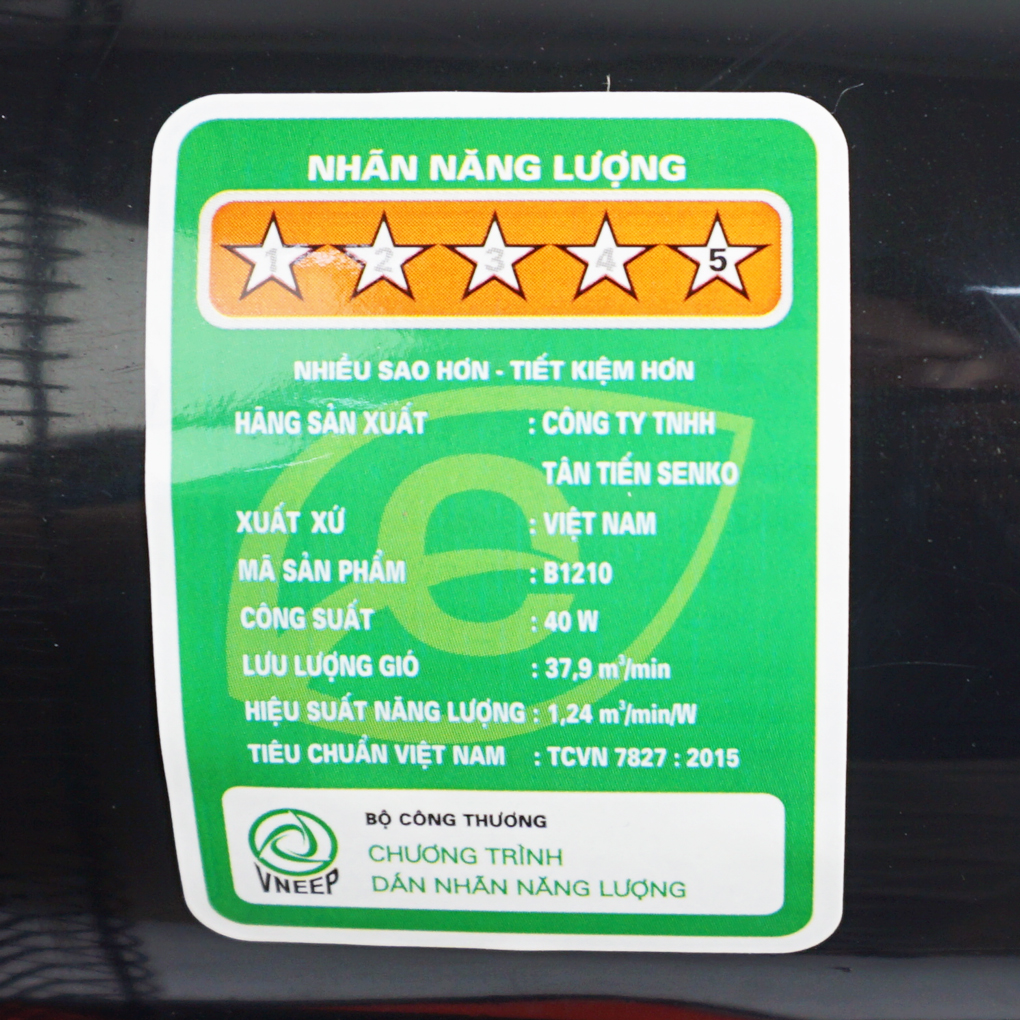 NHÃN NĂNG LƯỢNG
1 2 3 4 5
NHIỀU SAO HƠN - TIẾT KIỆM HƠN
HÃNG SẢN XUẤT : CÔNG TY TNHH
TÂN TIẾN SENKO
XUẤT XỨ : VIỆT NAM
MÃ SẢN PHẨM : B1210
CÔNG SUẤT : 40 W
LƯU LƯỢNG GIÓ : 37,9 m³/min
HIỆU SUẤT NĂNG LƯỢNG : 1,24 m³/min/W
TIÊU CHUẨN VIỆT NAM : TCVN 7827 : 2015
BỘ CÔNG THƯƠNG
CHƯƠNG TRÌNH
DÁN NHÃN NĂNG LƯỢNG
VNEEP